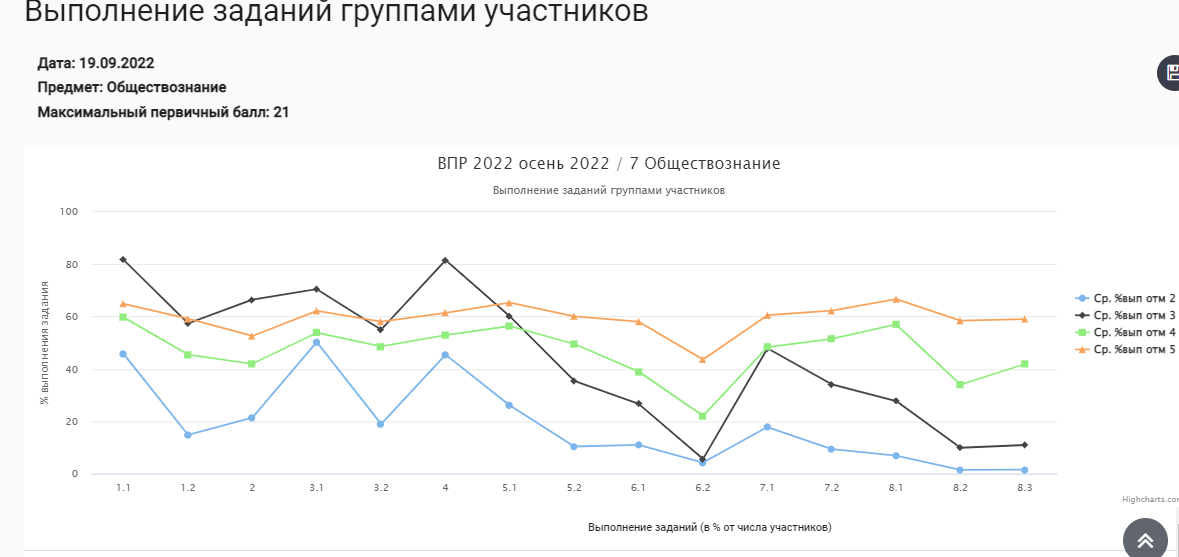 Выполнение заданий группами участников
Дата: 19.09.2022
Предмет: Обществознание
Максимальный первичный балл: 21
ВПР 2022 осень 2022 / 7 Обществознание
Выполнение заданий группами участников
% выполнения задания
100
80
60
40
20
0
1.1 1.2 2 3.1 3.2 4 5.1 5.2 6.1 6.2 7.1 7.2 8.1 8.2 8.3
Ср. %вып отм 2
Ср. %вып отм 3
Ср. %вып отм 4
Ср. %вып отм 5
Highcharts.com
Выполнение заданий (в % от числа участников)